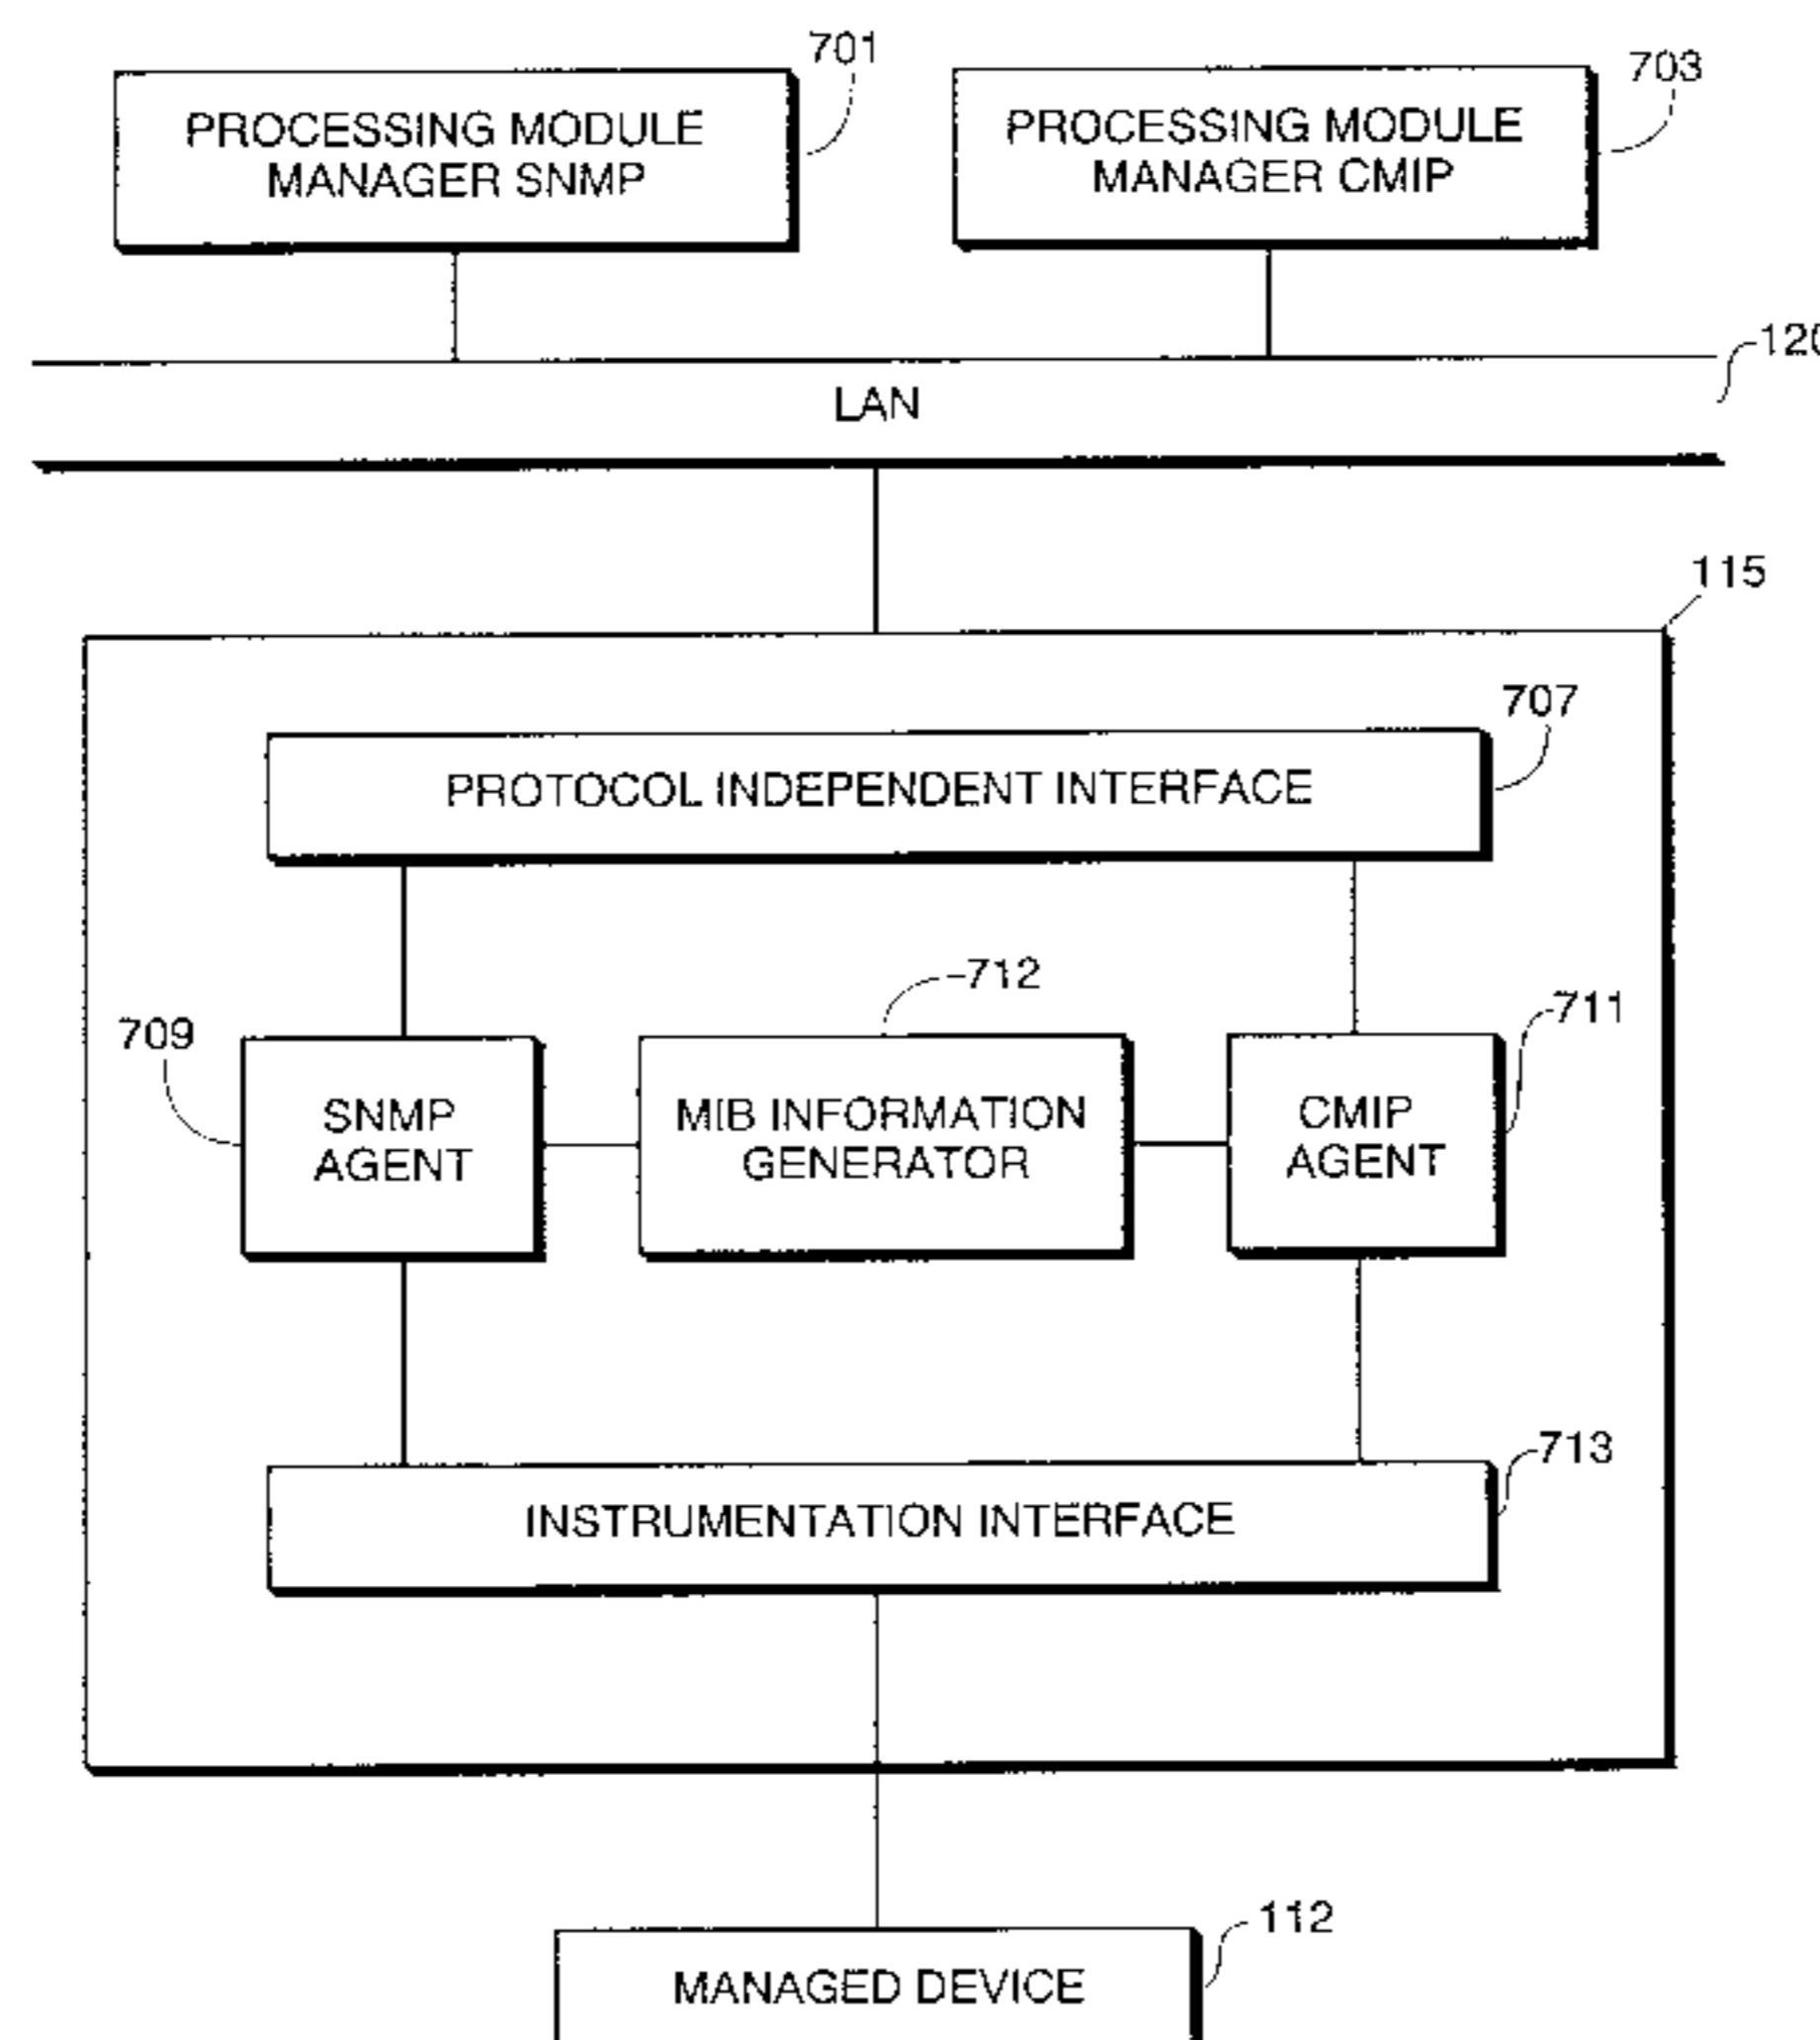 701
703
PROCESSING MODULE
MANAGER SNMP
PROCESSING MODULE
MANAGER CMIP
120
LAN
115
707
PROTOCOL INDEPENDENT INTERFACE
712
709
711
SNMP
AGENT
MIB INFORMATION
GENERATOR
CMIP
AGENT
713
INSTRUMENTATION INTERFACE
112
MANAGED DEVICE